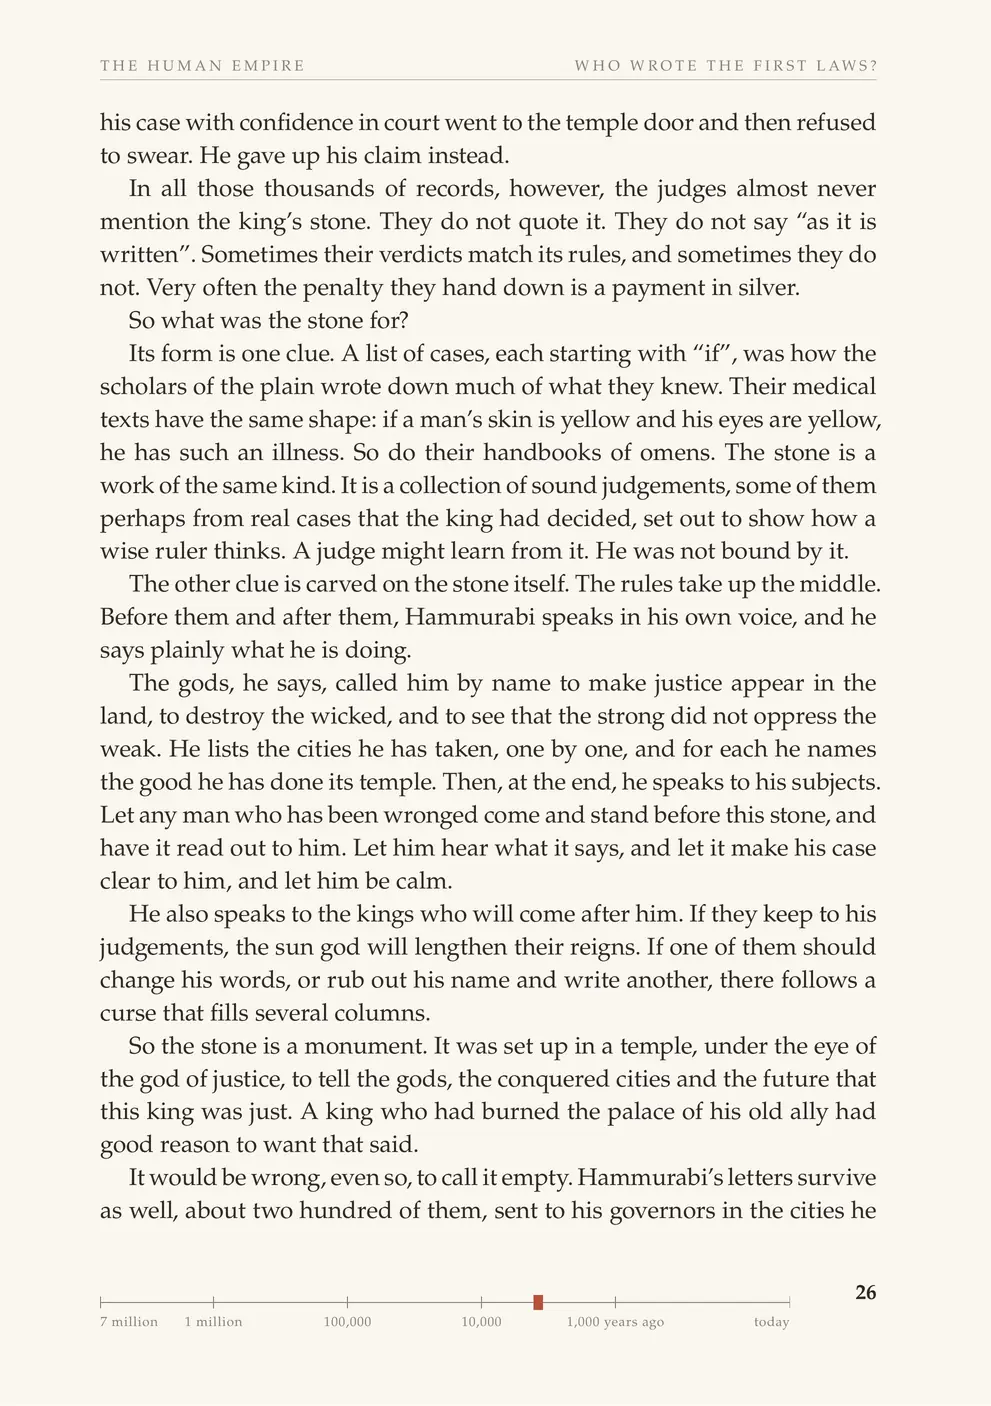 THE HUMAN EMPIRE
WHO WROTE THE FIRST LAWS?
his case with confidence in court went to the temple door and then refused
to swear. He gave up his claim instead.
In all those thousands of records, however, the judges almost never
mention the king’s stone. They do not quote it. They do not say “as it is
written”. Sometimes their verdicts match its rules, and sometimes they do
not. Very often the penalty they hand down is a payment in silver.
So what was the stone for?
Its form is one clue. A list of cases, each starting with “if”, was how the
scholars of the plain wrote down much of what they knew. Their medical
texts have the same shape: if a man’s skin is yellow and his eyes are yellow,
he has such an illness. So do their handbooks of omens. The stone is a
work of the same kind. It is a collection of sound judgements, some of them
perhaps from real cases that the king had decided, set out to show how a
wise ruler thinks. A judge might learn from it. He was not bound by it.
The other clue is carved on the stone itself. The rules take up the middle.
Before them and after them, Hammurabi speaks in his own voice, and he
says plainly what he is doing.
The gods, he says, called him by name to make justice appear in the
land, to destroy the wicked, and to see that the strong did not oppress the
weak. He lists the cities he has taken, one by one, and for each he names
the good he has done its temple. Then, at the end, he speaks to his subjects.
Let any man who has been wronged come and stand before this stone, and
have it read out to him. Let him hear what it says, and let it make his case
clear to him, and let him be calm.
He also speaks to the kings who will come after him. If they keep to his
judgements, the sun god will lengthen their reigns. If one of them should
change his words, or rub out his name and write another, there follows a
curse that fills several columns.
So the stone is a monument. It was set up in a temple, under the eye of
the god of justice, to tell the gods, the conquered cities and the future that
this king was just. A king who had burned the palace of his old ally had
good reason to want that said.
It would be wrong, even so, to call it empty. Hammurabi’s letters survive
as well, about two hundred of them, sent to his governors in the cities he
26
7 million 1 million 100,000 10,000 1,000 years ago today